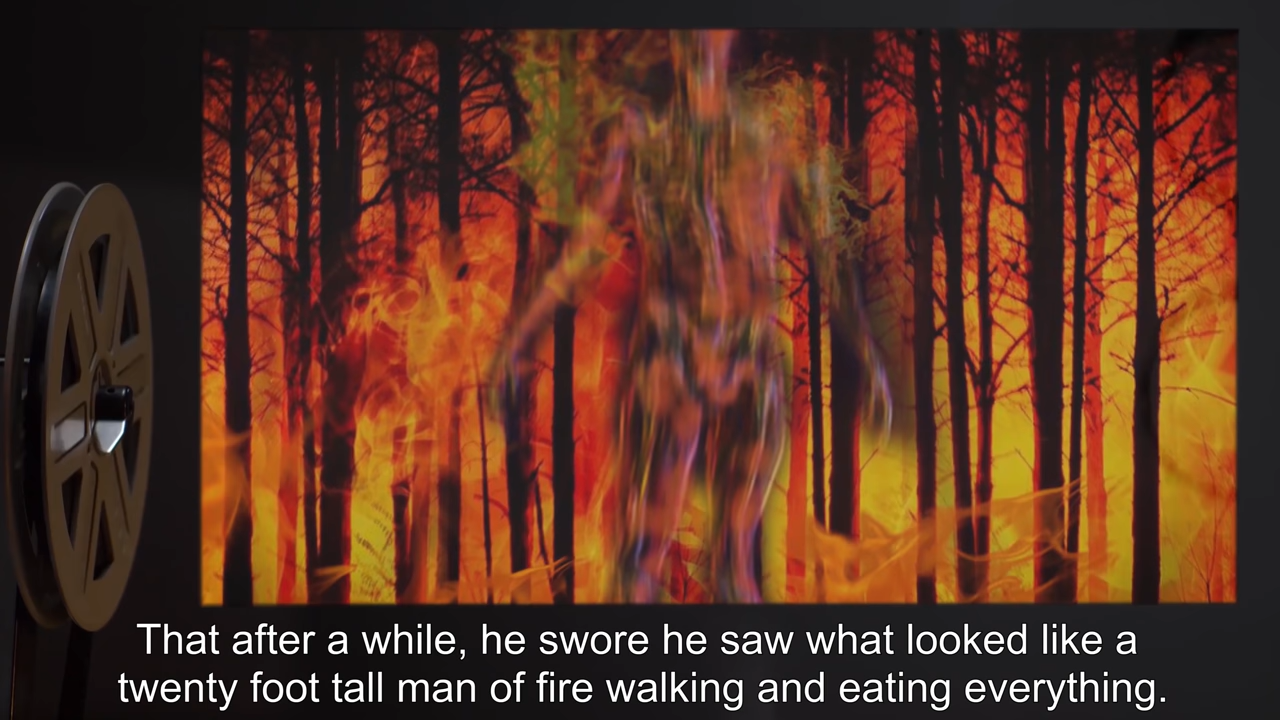 That after a while, he swore he saw what looked like a
twenty foot tall man of fire walking and eating everything.